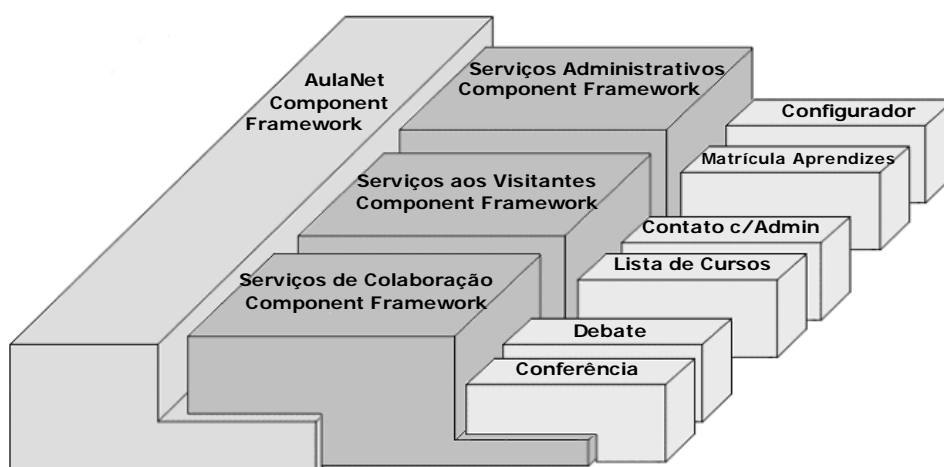 AulaNet
Component
Framework
Serviços Administrativos
Component Framework
Configurador
Matrícula Aprendizes
Serviços aos Visitantes
Component Framework
Contato c/Admin
Lista de Cursos
Serviços de Colaboração
Component Framework
Debate
Conferência